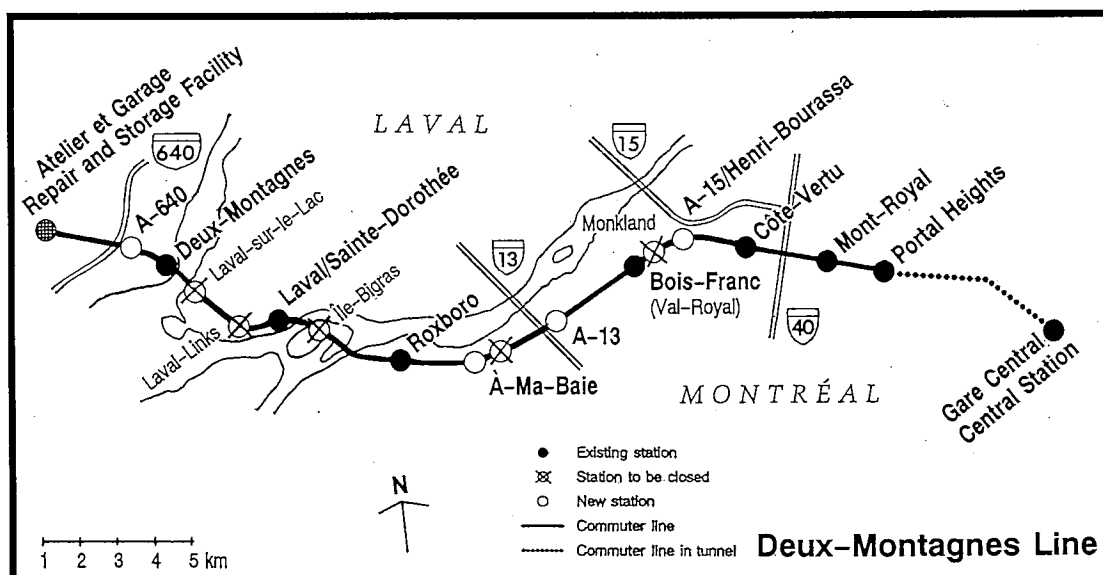 Atelier et Garage
Repair and Storage Facility
640
A-640
Deux-Montagnes
Laval-sur-le-Lac
Laval-Links
Laval/Sainte-Dorothée
Île-Bigras
Roxboro
À-Ma-Baie
LAVAL
13
A-13
15
Monkland
Bois-Franc
(Val-Royal)
A-15/Henri-Bourassa
Côte-Vertu
40
Mont-Royal
Portal Heights
MONTRÉAL
Gare Central
Central Station
Existing station
Station to be closed
New station
Commuter line
Commuter line in tunnel
N
1 2 3 4 5 km
Deux-Montagnes Line